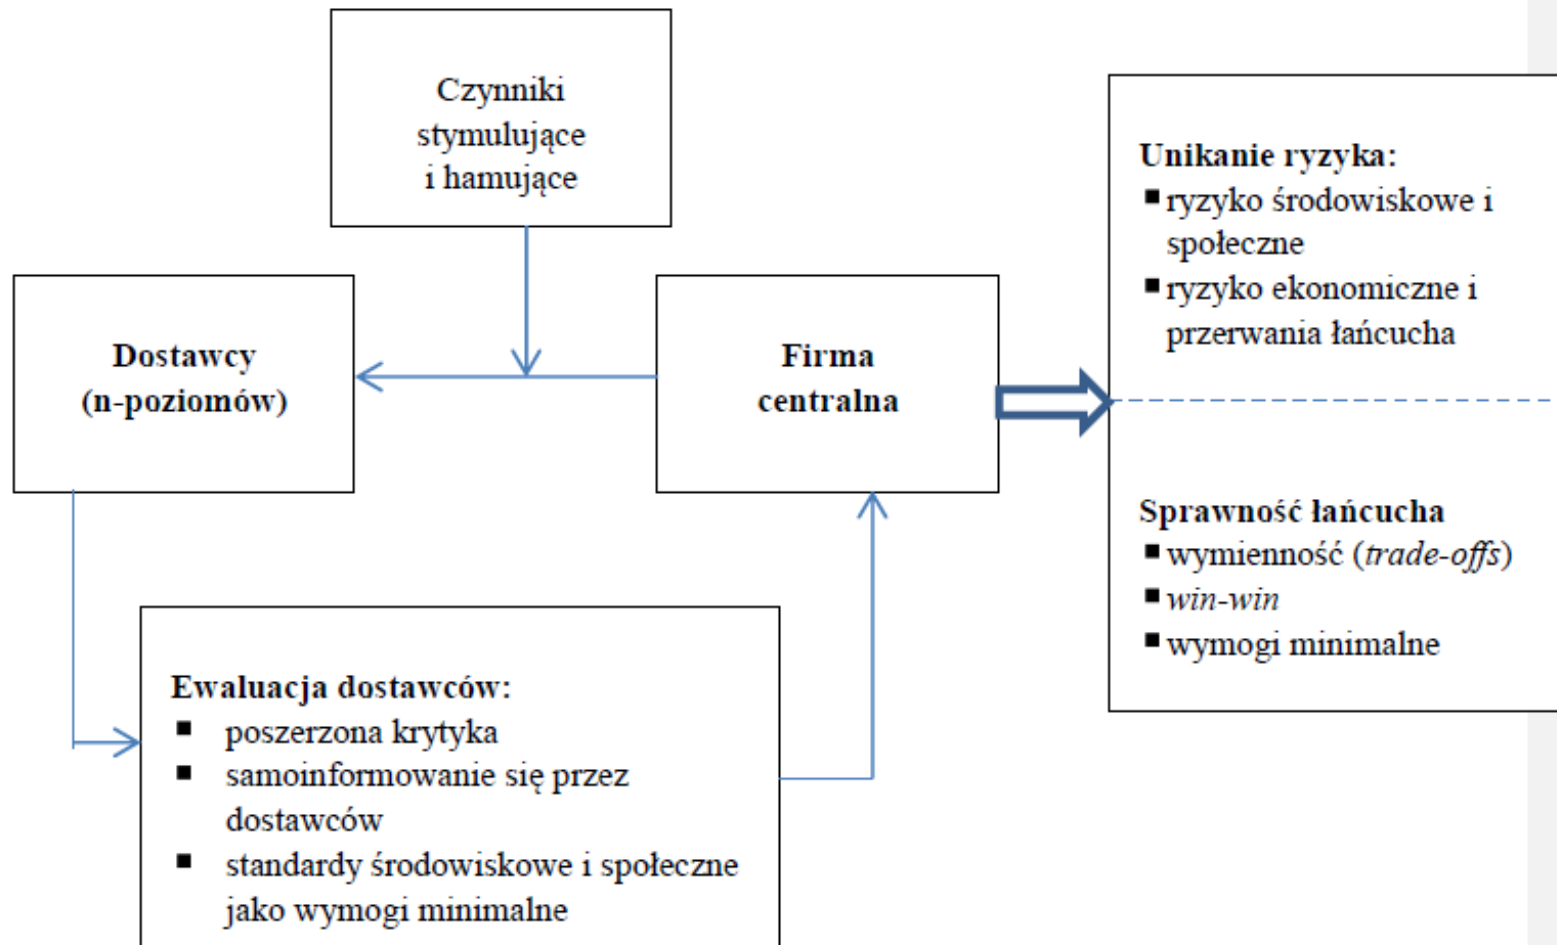 Czynniki
stymulujące
i hamujące
Dostawcy
(n-poziomów)
Firma
centralna
Unikanie ryzyka:
▪ ryzyko środowiskowe i
społeczne
▪ ryzyko ekonomiczne i
przerwania łańcucha
Sprawność łańcucha
▪ wymienność (trade-offs)
▪ win-win
▪ wymogi minimalne
Ewaluacja dostawców:
▪ poszerzona krytyka
▪ samoinformowanie się przez
dostawców
▪ standardy środowiskowe i społeczne
jako wymogi minimalne